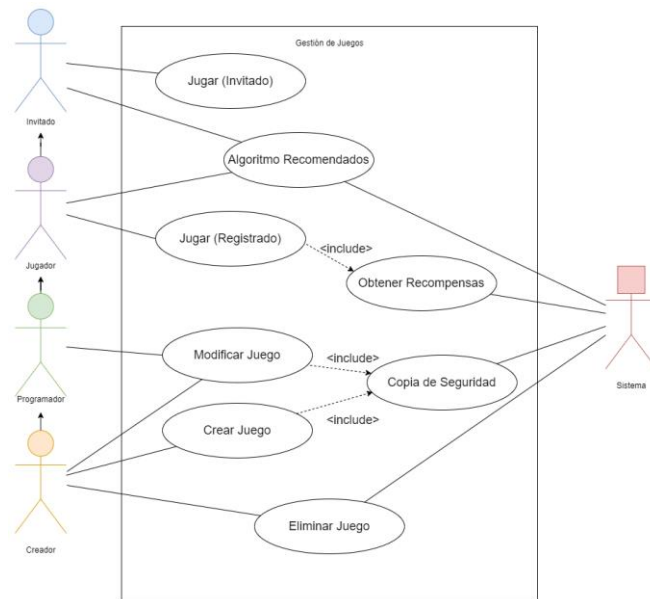 Gestión de Juegos
Jugar (Invitado)
Invitado
Algoritmo Recomendados
Jugar (Registrado)
<include>
Jugador
Obtener Recompensas
Modificar Juego
<include>
Copia de Seguridad
Sistema
Programador
Crear Juego
<include>
Eliminar Juego
Creador